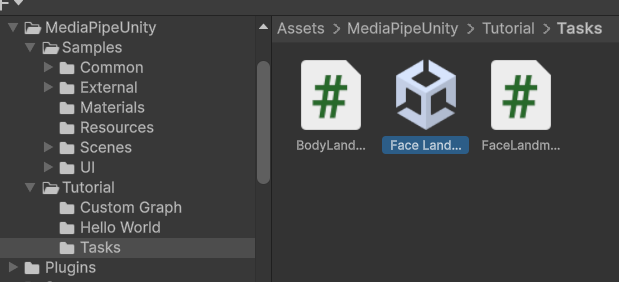 MediaPipeUnity
Samples
Common
External
Materials
Resources
Scenes
UI
Tutorial
Custom Graph
Hello World
Tasks
Plugins
Assets > MediaPipeUnity > Tutorial > Tasks
BodyLand...
Face Land...
FaceLandm...